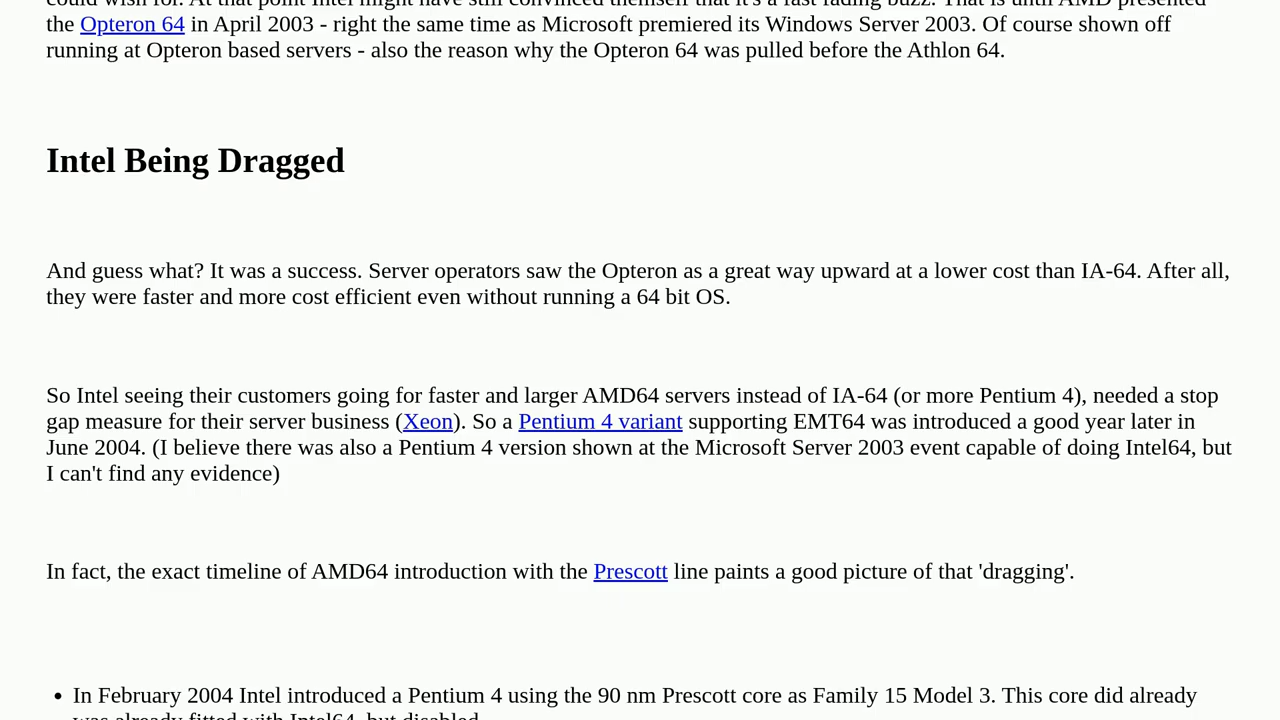 could wish for. At that point Intel might have still convinced themself that it's a fast fading buzz. That is until AMD presented
the Opteron 64 in April 2003 - right the same time as Microsoft premiered its Windows Server 2003. Of course shown off
running at Opteron based servers - also the reason why the Opteron 64 was pulled before the Athlon 64.
Intel Being Dragged
And guess what? It was a success. Server operators saw the Opteron as a great way upward at a lower cost than IA-64. After all,
they were faster and more cost efficient even without running a 64 bit OS.
So Intel seeing their customers going for faster and larger AMD64 servers instead of IA-64 (or more Pentium 4), needed a stop
gap measure for their server business (Xeon). So a Pentium 4 variant supporting EMT64 was introduced a good year later in
June 2004. (I believe there was also a Pentium 4 version shown at the Microsoft Server 2003 event capable of doing Intel64, but
I can't find any evidence)
In fact, the exact timeline of AMD64 introduction with the Prescott line paints a good picture of that 'dragging'.
• In February 2004 Intel introduced a Pentium 4 using the 90 nm Prescott core as Family 15 Model 3. This core did already
was already fitted with Intel64, but disabled.